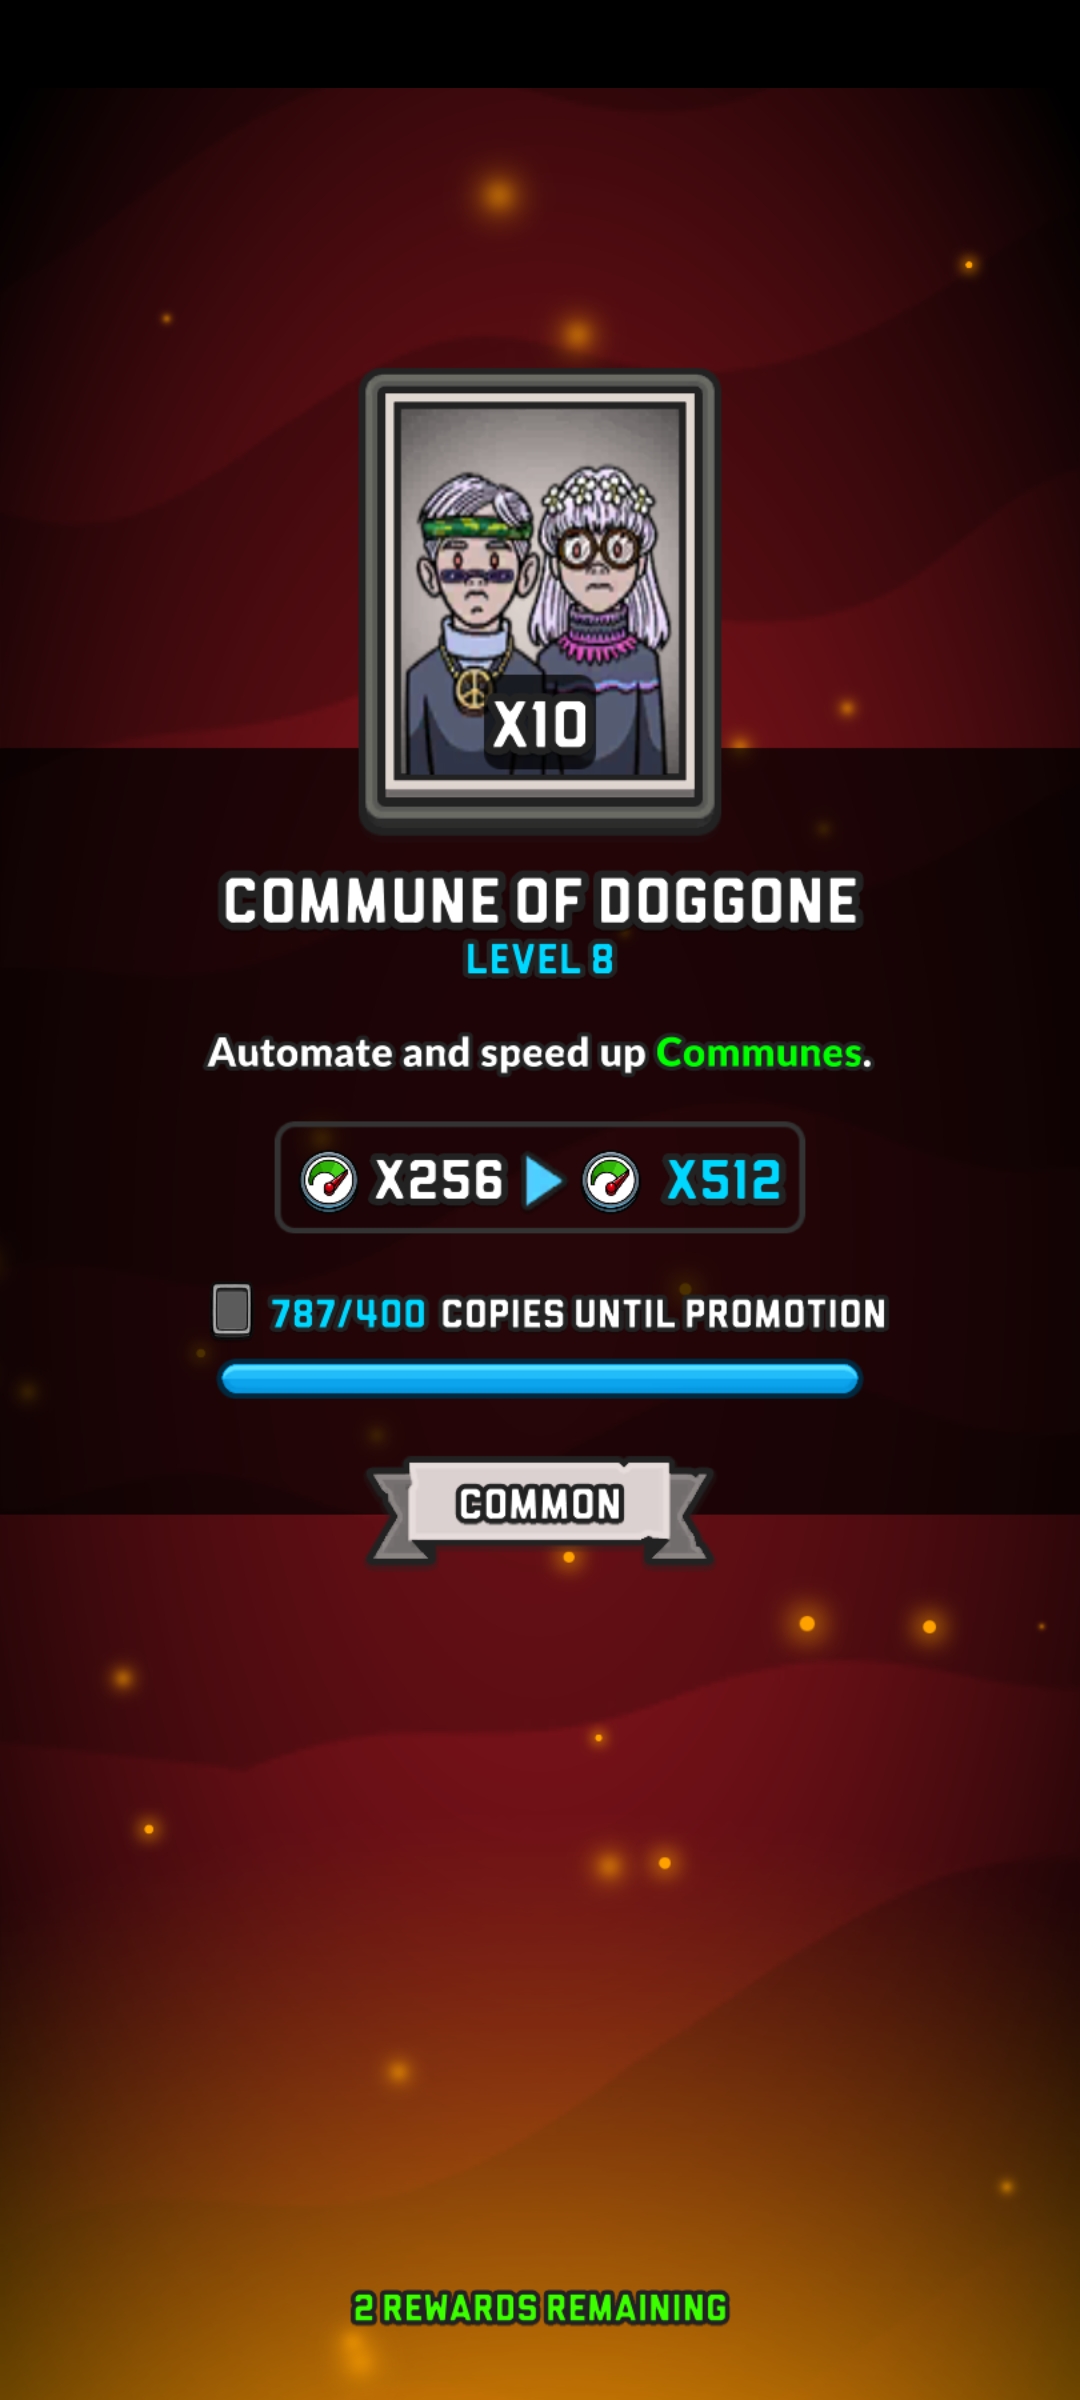 X10
COMMUNE OF DOGGONE
LEVEL 8
Automate and speed up Communes.
X256 X512
787/400 COPIES UNTIL PROMOTION
COMMON
2 REWARDS REMAINING